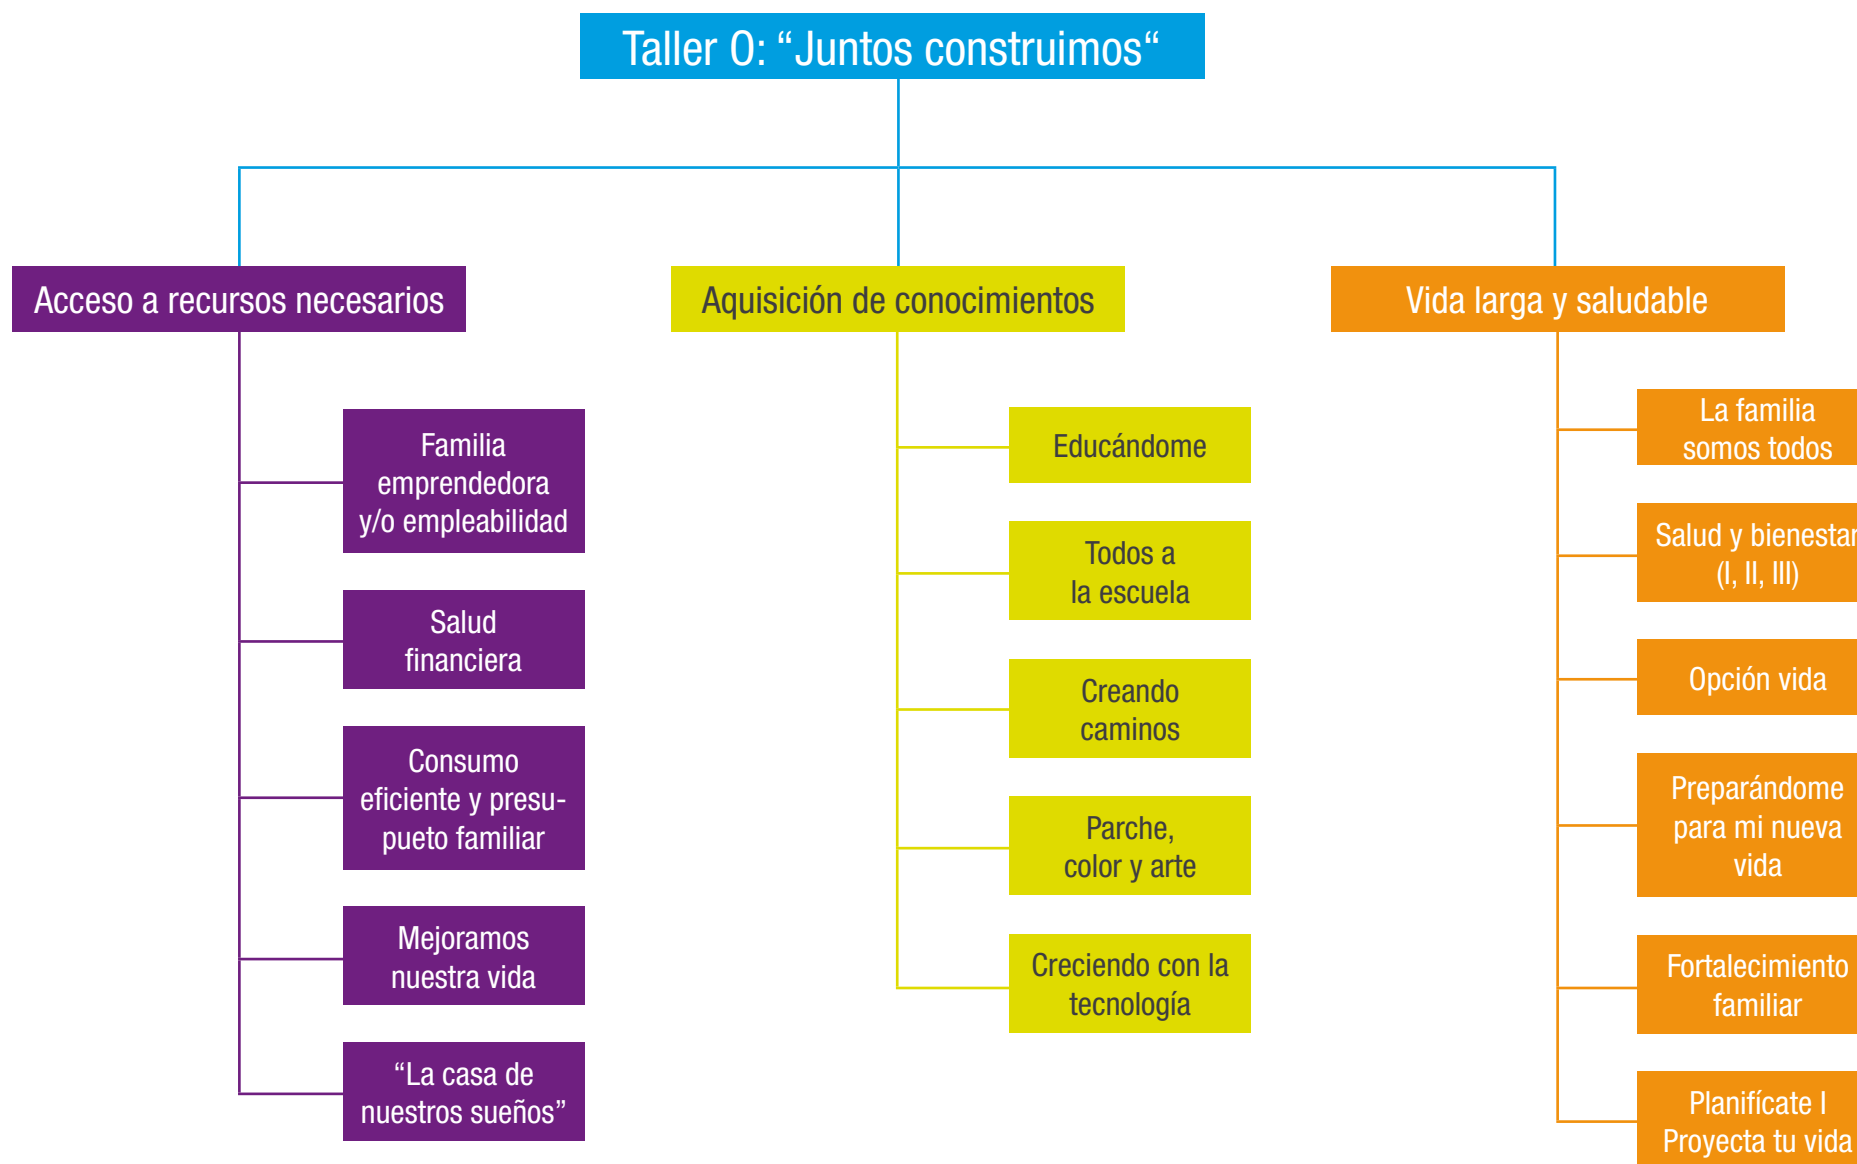 Taller 0: “Juntos construimos“
Acceso a recursos necesarios
Familia
emprendedora
y/o empleabilidad
Salud
financiera
Consumo
eficiente y presu-
pueto familiar
Mejoramos
nuestra vida
“La casa de
nuestros sueños”
Aquisición de conocimientos
Educándome
Todos a
la escuela
Creando
caminos
Parche,
color y arte
Creciendo con la
tecnología
Vida larga y saludable
La familia
somos todos
Salud y bienestar
(I, II, III)
Opción vida
Preparándome
para mi nueva
vida
Fortalecimiento
familiar
Planifícate I
Proyecta tu vida